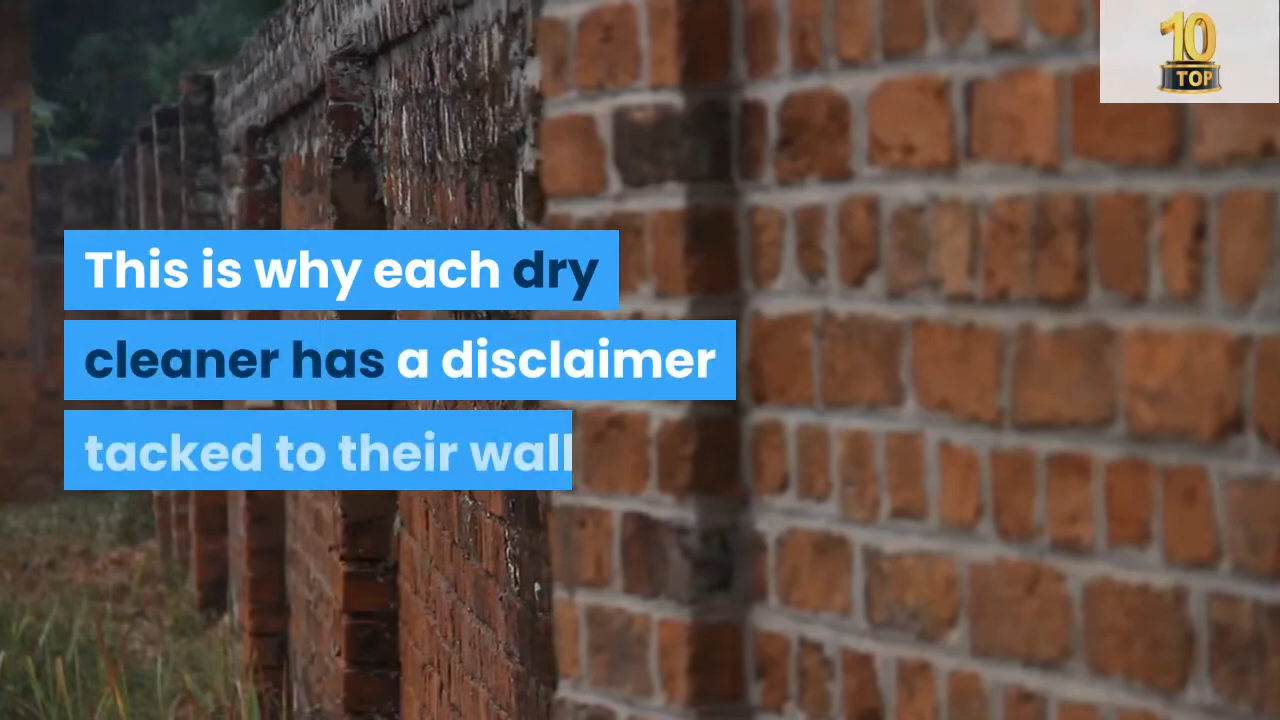 10
TOP
This is why each dry
cleaner has a disclaimer
tacked to their wall